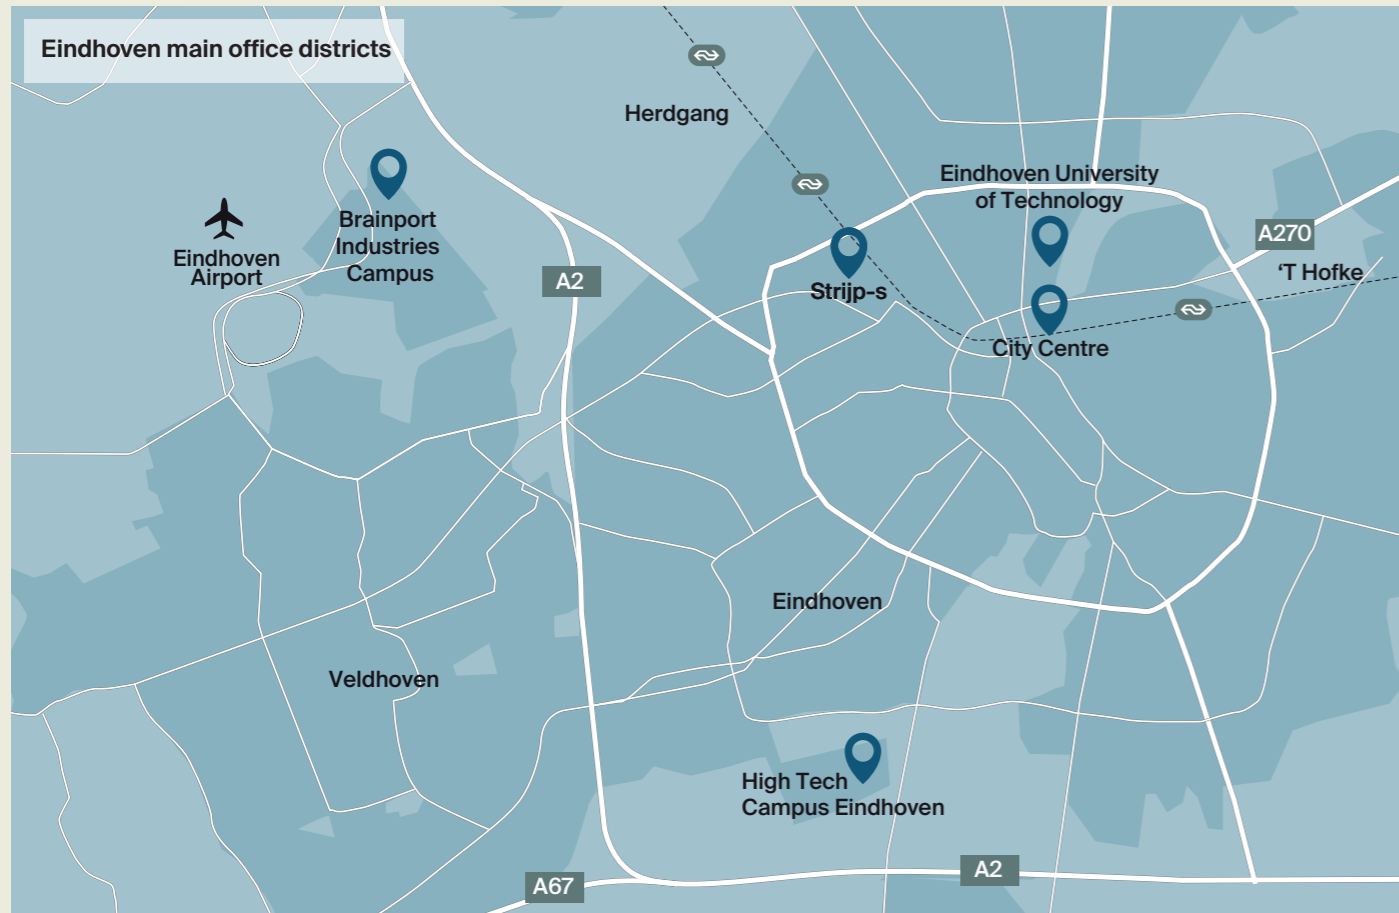 Eindhoven main office districts
Herdgang
Eindhoven University
of Technology
Brainport
Industries
Campus
A270
Eindhoven
Airport
A2
'T Hofke
Strijp-s
City Centre
Eindhoven
Veldhoven
High Tech
Campus Eindhoven
A67
A2